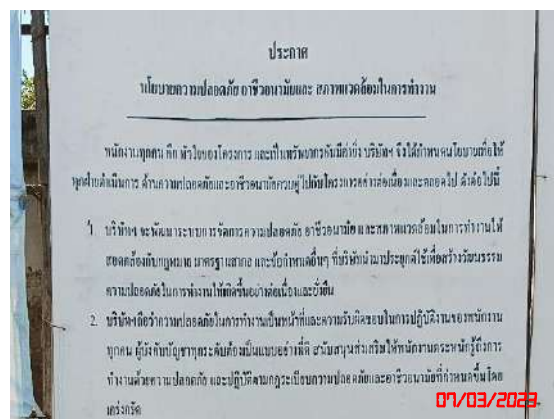 ประกาศ
นโยบายความปลอดภัย อาชีวอนามัยและ สภาพแวดล้อมในการทำงาน
พนักงานทุกคน คือ หัวใจของโครงการ และเป็นทรัพยากรอันมีค่ายิ่ง บริษัทฯ จึงได้กำหนดนโยบายเพื่อให้
ทุกฝ่ายดำเนินการ ด้านความปลอดภัยและอาชีวอนามัยควบคู่ไปกับโครงการอย่างต่อเนื่องและตลอดไป ดังต่อไปนี้
1. บริษัทฯ จะพัฒนาระบบการจัดการความปลอดภัย อาชีวอนามัย และสภาพแวดล้อมในการทำงานให้
สอดคล้องกับกฎหมาย มาตรฐานสากล และข้อกำหนดอื่นๆ ที่บริษัทนำมาประยุกต์ใช้เพื่อสร้างวัฒนธรรม
ความปลอดภัยในการทำงานให้เกิดขึ้นอย่างต่อเนื่องและยั่งยืน
2. บริษัทฯถือว่าความปลอดภัยในการทำงานเป็นหน้าที่และความรับผิดชอบในการปฏิบัติงานของพนักงาน
ทุกคน ผู้บังคับบัญชาทุกระดับต้องเป็นแบบอย่างที่ดี สนับสนุนส่งเสริมให้พนักงานตระหนักรู้ถึงการ
ทำงานด้วยความปลอดภัย และปฏิบัติตามกฎระเบียบความปลอดภัยและอาชีวอนามัยที่กำหนดขึ้นโดย
เคร่งครัด
07/03/2023